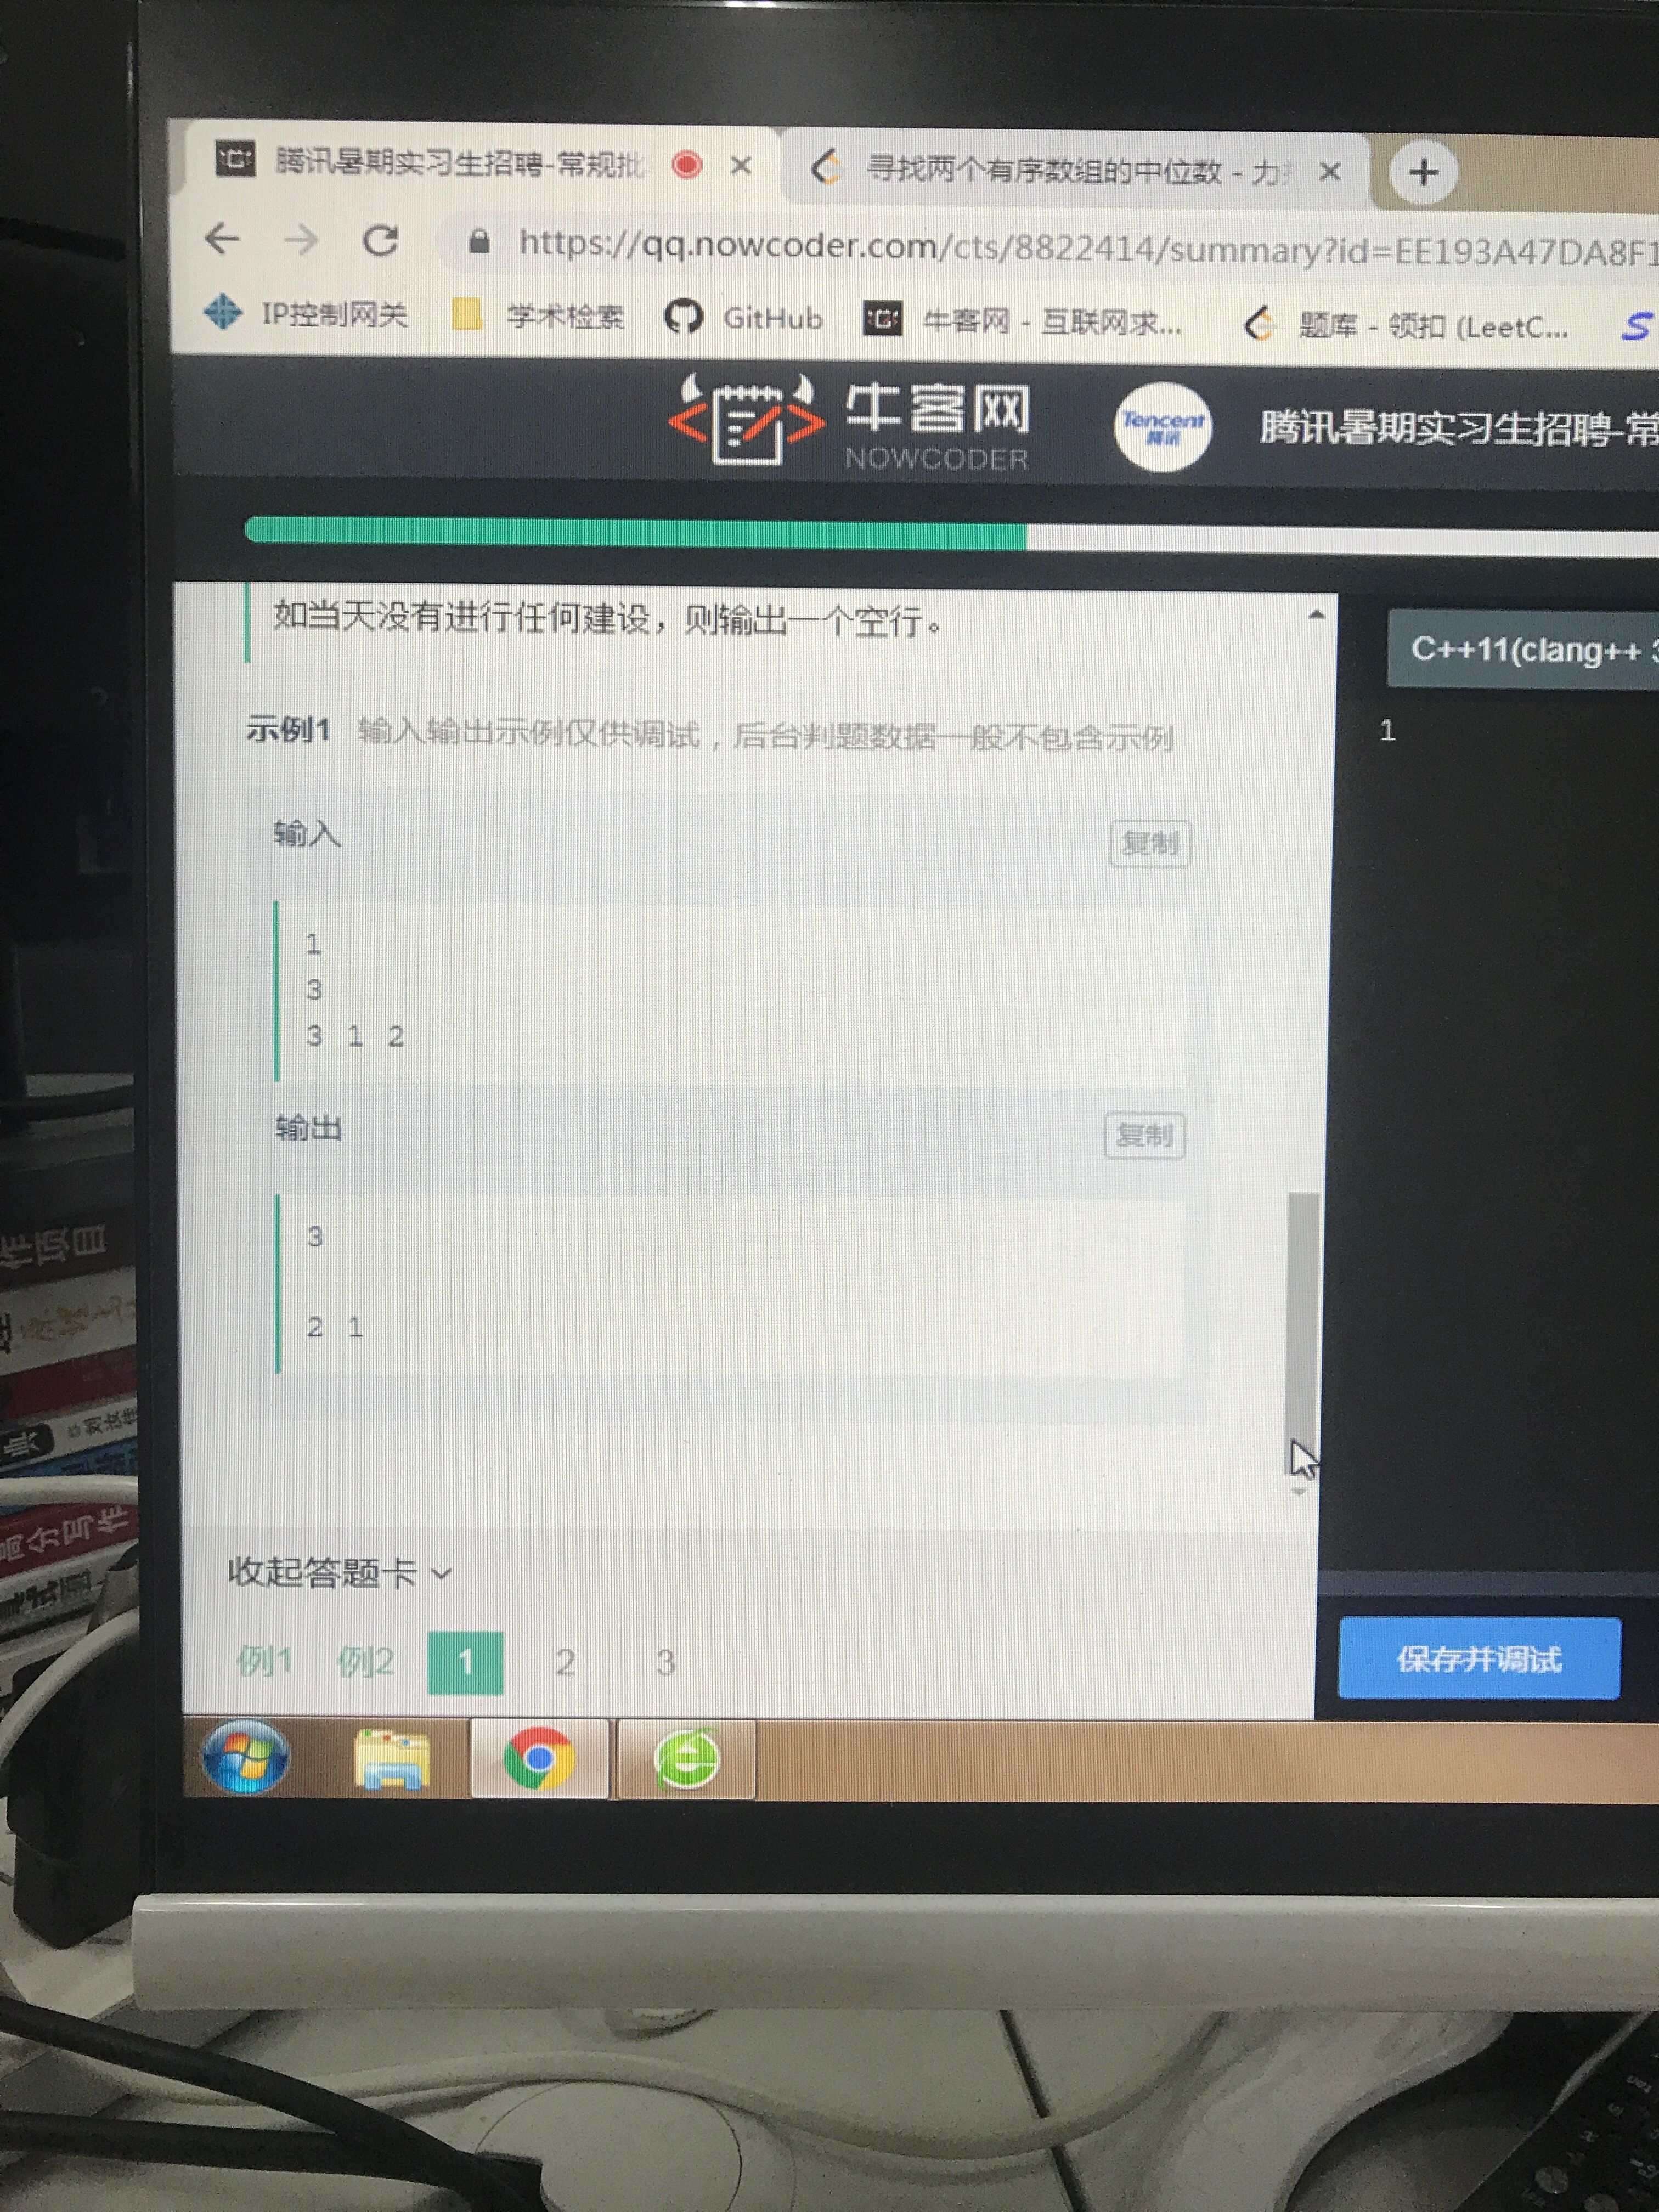 腾讯暑期实习生招聘-常规批
寻找两个有序数组的中位数 - 力扌
https://qq.nowcoder.com/cts/8822414/summary?id=EE193A47DA8F1
IP控制网关
学术检索
GitHub
牛客网 - 互联网求...
题库 - 领扣 (LeetC...
牛客网
NOWCODER
Tencent
腾讯
腾讯暑期实习生招聘-常
如当天没有进行任何建设，则输出一个空行。
C++11(clang++ 3
1
示例1 输入输出示例仅供调试，后台判题数据一般不包含示例
输入
复制
1
3
3 1 2
输出
复制
3
2 1
收起答题卡
例1 例2 1 2 3
保存并调试
作项目
高分写作